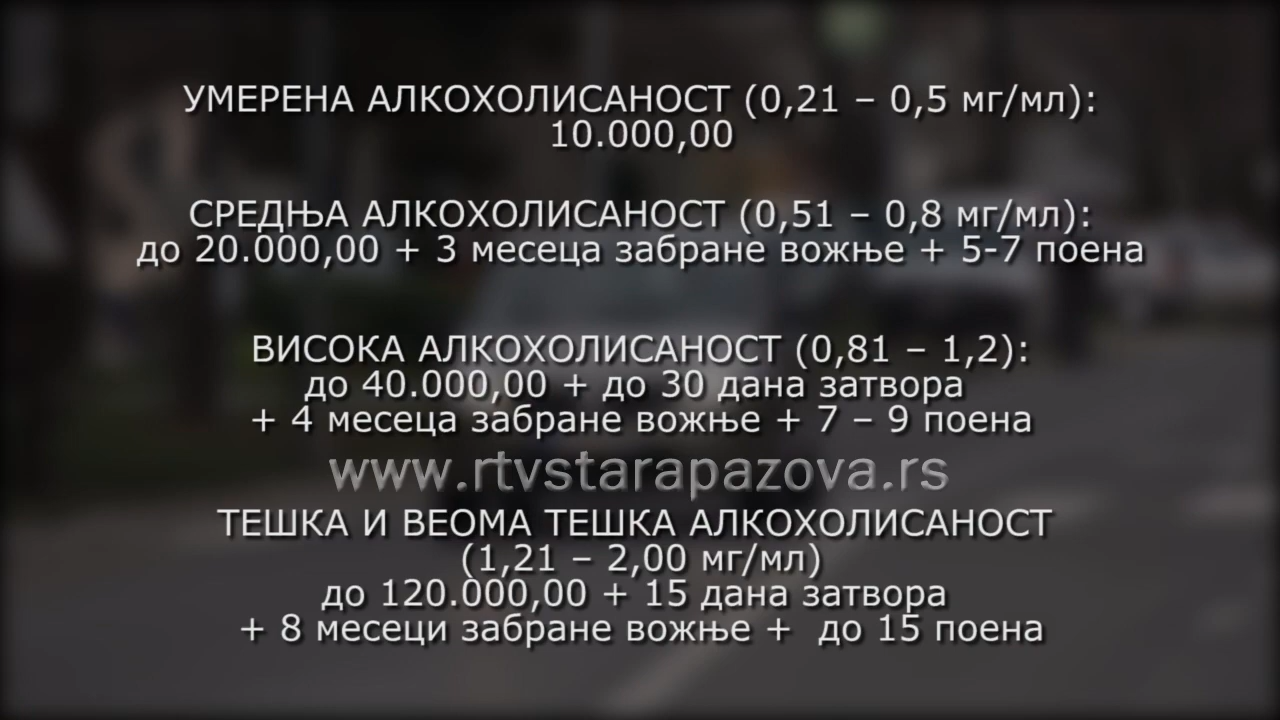 УМЕРЕНА АЛКОХОЛИСАНОСТ (0,21 – 0,5 мг/мл):
10.000,00
СРЕДЊА АЛКОХОЛИСАНОСТ (0,51 – 0,8 мг/мл):
до 20.000,00 + 3 месеца забране вожње + 5-7 поена
ВИСОКА АЛКОХОЛИСАНОСТ (0,81 – 1,2):
до 40.000,00 + до 30 дана затвора
+ 4 месеца забране вожње + 7 – 9 поена
www.rtvstarapazova.rs
ТЕШКА И ВЕОМА ТЕШКА АЛКОХОЛИСАНОСТ
(1,21 – 2,00 мг/мл)
до 120.000,00 + 15 дана затвора
+ 8 месеци забране вожње +  до 15 поена